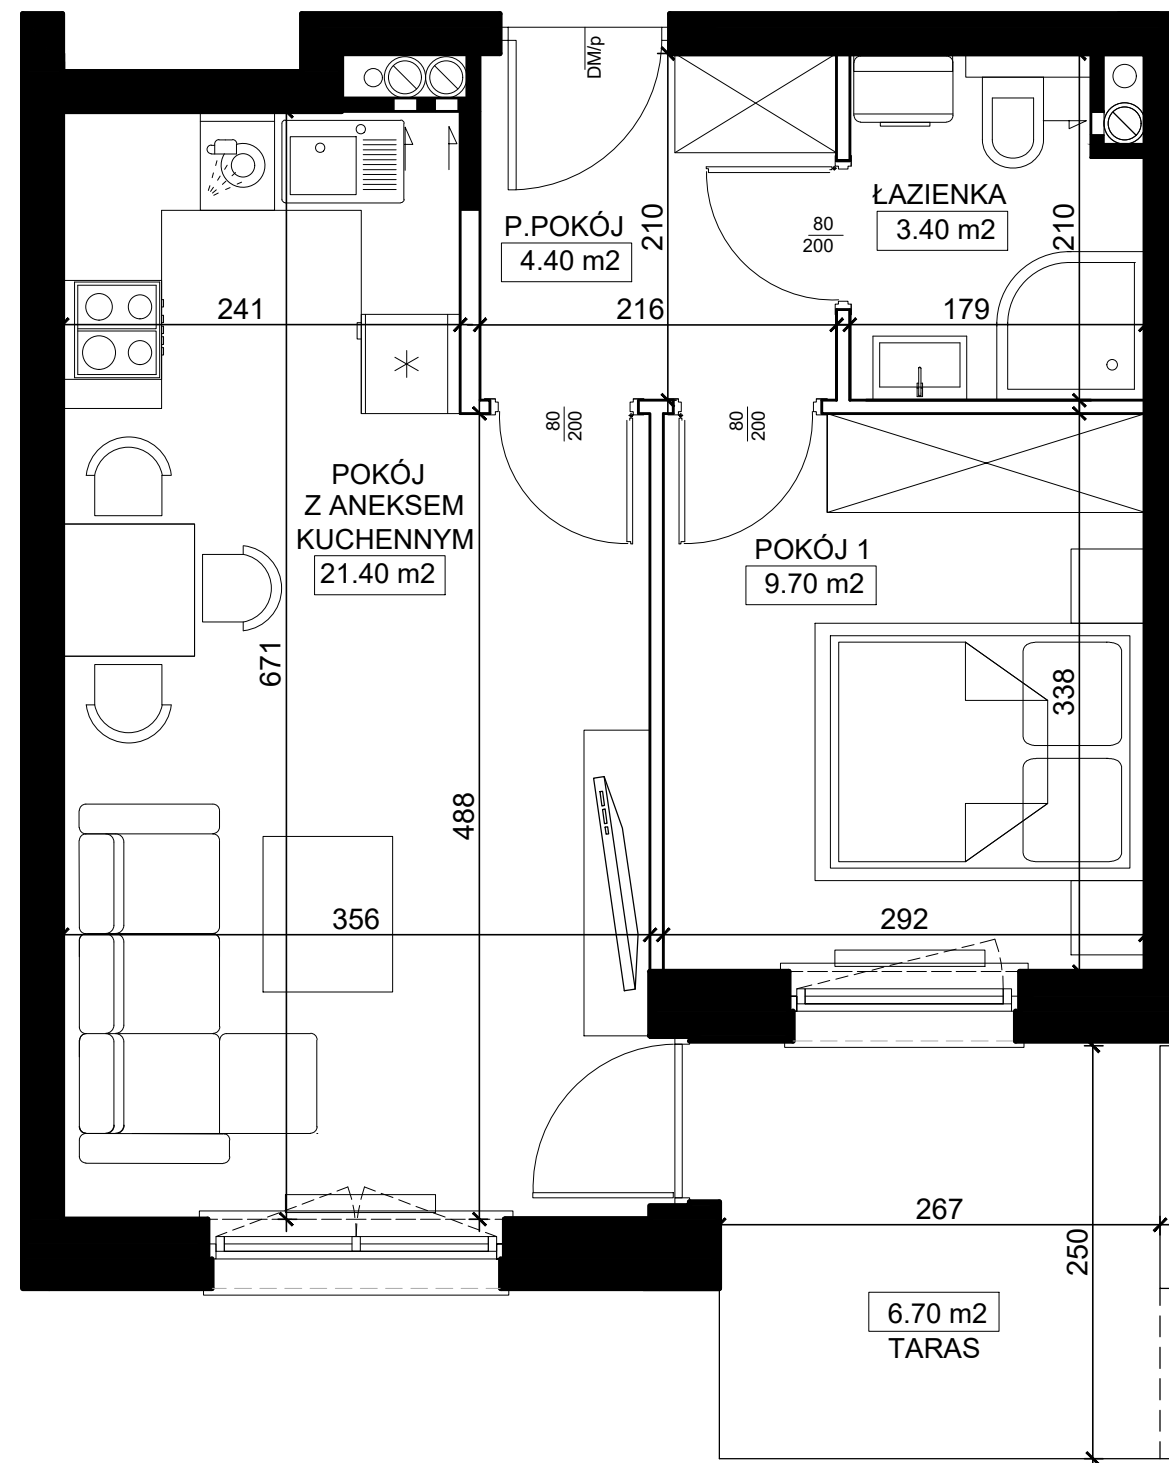 DM/p
P.POKÓJ
4.40 m2
210
80
200
ŁAZIENKA
3.40 m2
210
241
216
179
80
200
80
200
POKÓJ
Z ANEKSEM
KUCHENNYM
21.40 m2
POKÓJ 1
9.70 m2
671
338
488
356
292
267
250
6.70 m2
TARAS